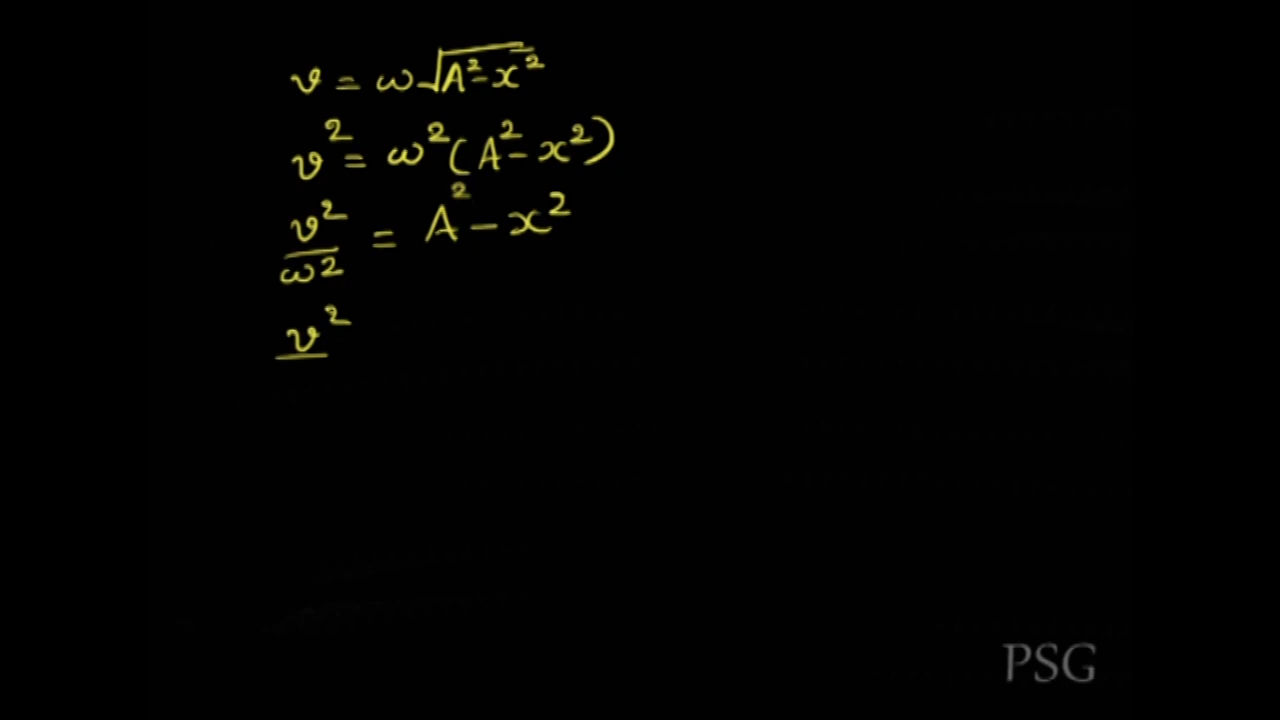 v = ω√(A² - x²)
v² = ω²(A² - x²)
v²/ω² = A² - x²
v²
PSG